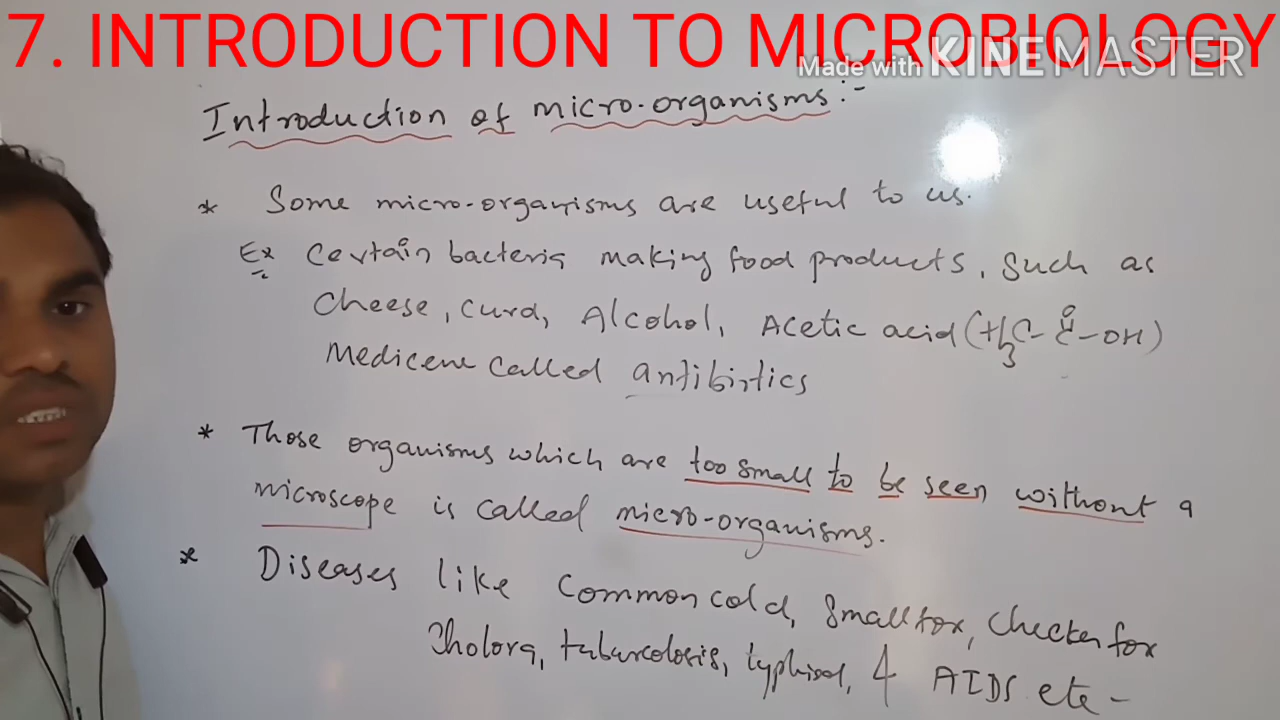 7. INTRODUCTION TO MICROBIOLOGY
Made with KINEMASTER
Introduction of micro-organisms:-
* Some micro-organisms are useful to us.
Ex Certain bacteria making food products, such as
cheese, curd, Alcohol, Acetic acid (H3C-C-OH)
O
Medicene called antibiotics
* Those organisms which are too small to be seen without a
microscope is called micro-organisms.
* Diseases like common cold, smallfox,
Cholora, tuburcolosis, 4 AIDS etc-